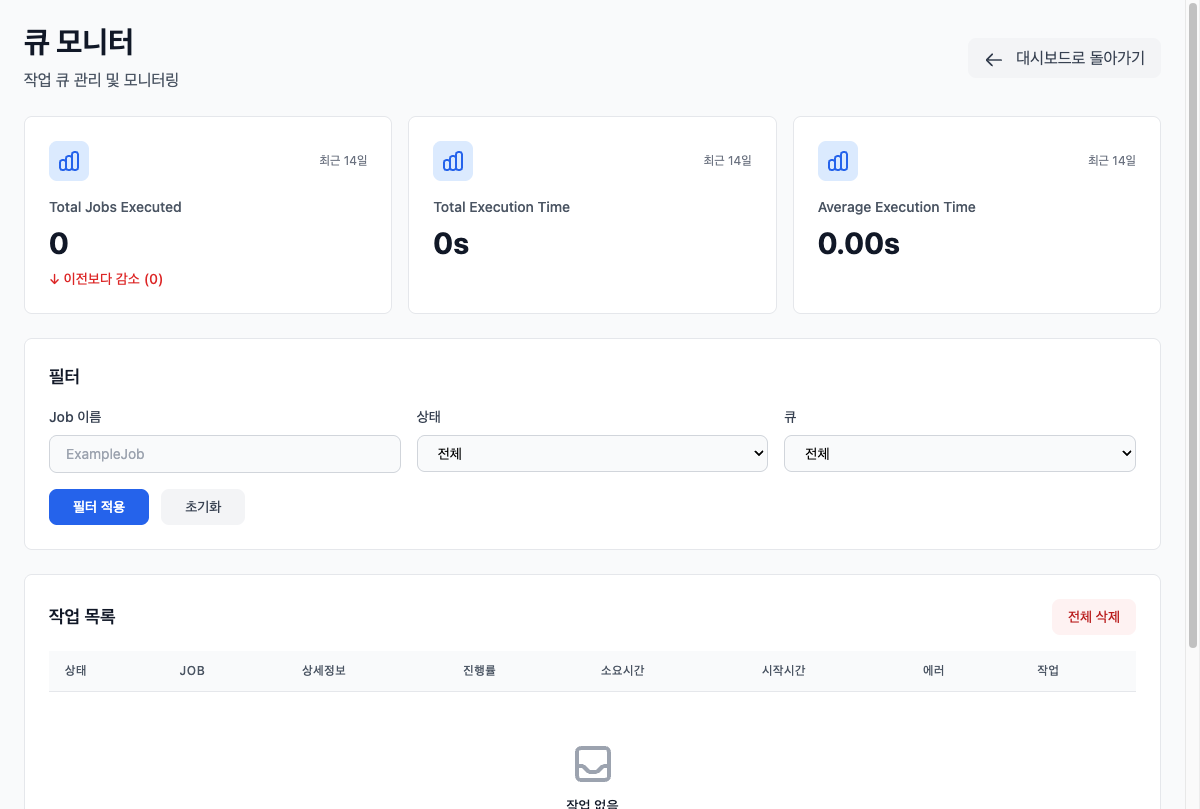 큐 모니터
작업 큐 관리 및 모니터링
← 대시보드로 돌아가기
최근 14일
Total Jobs Executed
0
↓ 이전보다 감소 (0)
최근 14일
Total Execution Time
0s
최근 14일
Average Execution Time
0.00s
필터
Job 이름
ExampleJob
상태
전체
큐
전체
필터 적용
초기화
작업 목록
전체 삭제
상태 JOB 상세정보 진행률 소요시간 시작시간 에러 작업
작업 없음